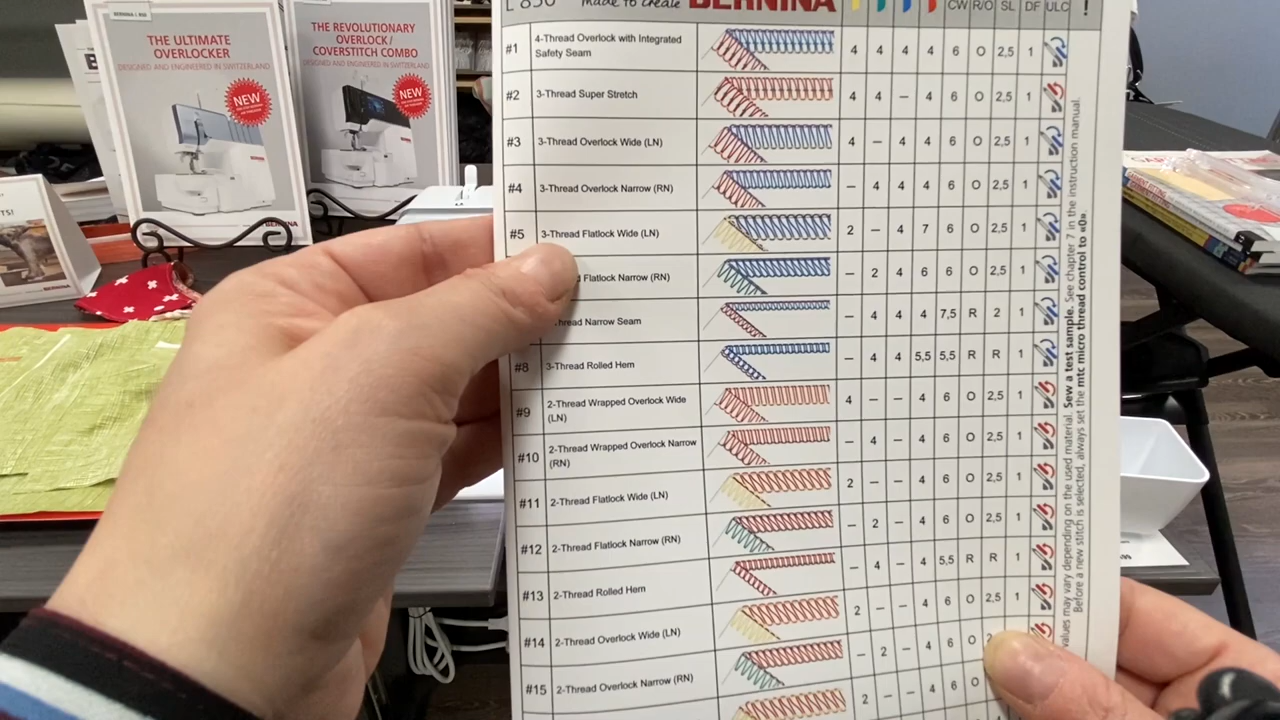 BERNINA L 850
THE ULTIMATE
OVERLOCKER
DESIGNED AND ENGINEERED IN SWITZERLAND
NEW
BERNINA
THE REVOLUTIONARY
OVERLOCK/
COVERSTITCH COMBO
DESIGNED AND ENGINEERED IN SWITZERLAND
NEW
L 850 made to create BERNINA
CW R/O SL DF ULC !
#1 4-Thread Overlock with Integrated
Safety Seam 4 4 4 4 6 O 2,5 1
#2 3-Thread Super Stretch 4 4 – 4 6 O 2,5 1
#3 3-Thread Overlock Wide (LN) 4 – 4 4 6 O 2,5 1
#4 3-Thread Overlock Narrow (RN) – 4 4 4 6 O 2,5 1
#5 3-Thread Flatlock Wide (LN) 2 – 4 7 6 O 2,5 1
Flatlock Narrow (RN) – 2 4 6 6 O 2,5 1
Narrow Seam – 4 4 4 7,5 R 2 1
#8 3-Thread Rolled Hem – 4 4 5,5 5,5 R R 1
#9 2-Thread Wrapped Overlock Wide
(LN) 4 – – 4 6 O 2,5 1
#10 2-Thread Wrapped Overlock Narrow
(RN) – 4 – 4 6 O 2,5 1
#11 2-Thread Flatlock Wide (LN) 2 – – 4 6 O 2,5 1
#12 2-Thread Flatlock Narrow (RN) – 2 – 4 6 O 2,5 1
#13 2-Thread Rolled Hem – 4 – 4 5,5 R R 1
#14 2-Thread Overlock Wide (LN) 2 – – 4 6 O 2,5 1
#15 2-Thread Overlock Narrow (RN) – 2 – 4 6 O
2 – – 4 6 O
values may vary depending on the used material. Sew a test sample. See chapter 7 in the instruction manual.
Before a new stitch is selected, always set the mtc micro thread control to «0».